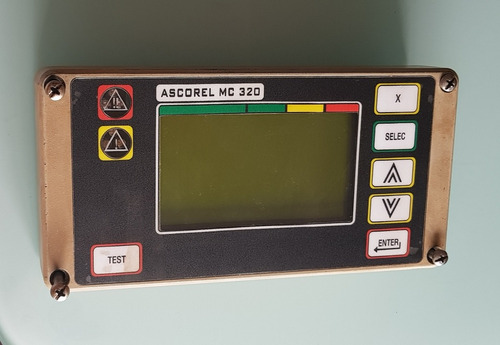 ASCOREL MC 320
X
SELEC
TEST
ENTER